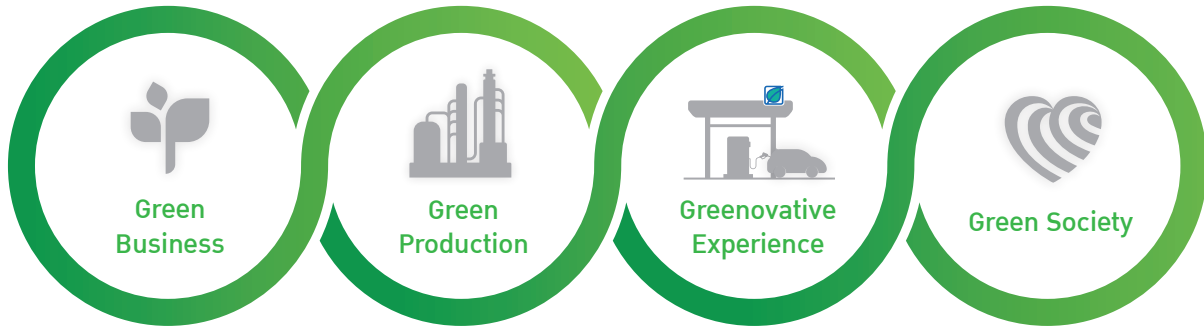 Green
Business
Green
Production
Greenovative
Experience
Green Society